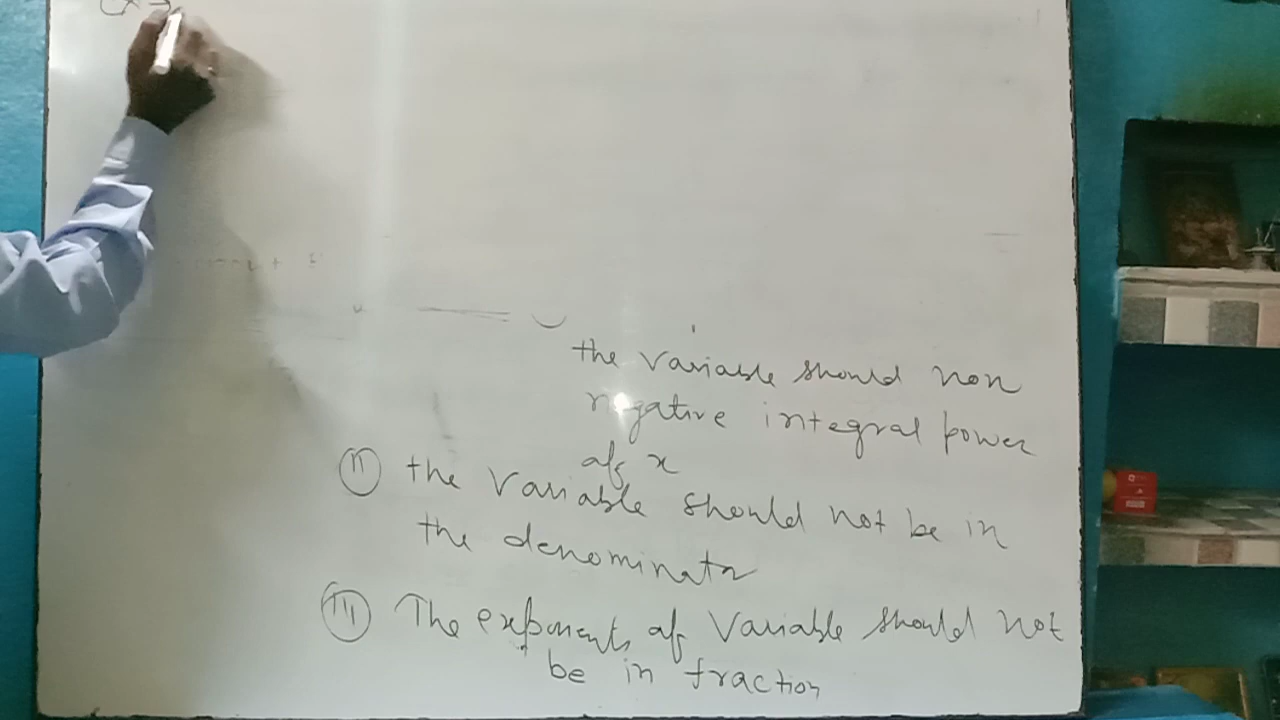 the Variable should non
negative integral power
of x
(II) the Variable should not be in
the denominator
(III) The exponents of Variable should not
be in fraction